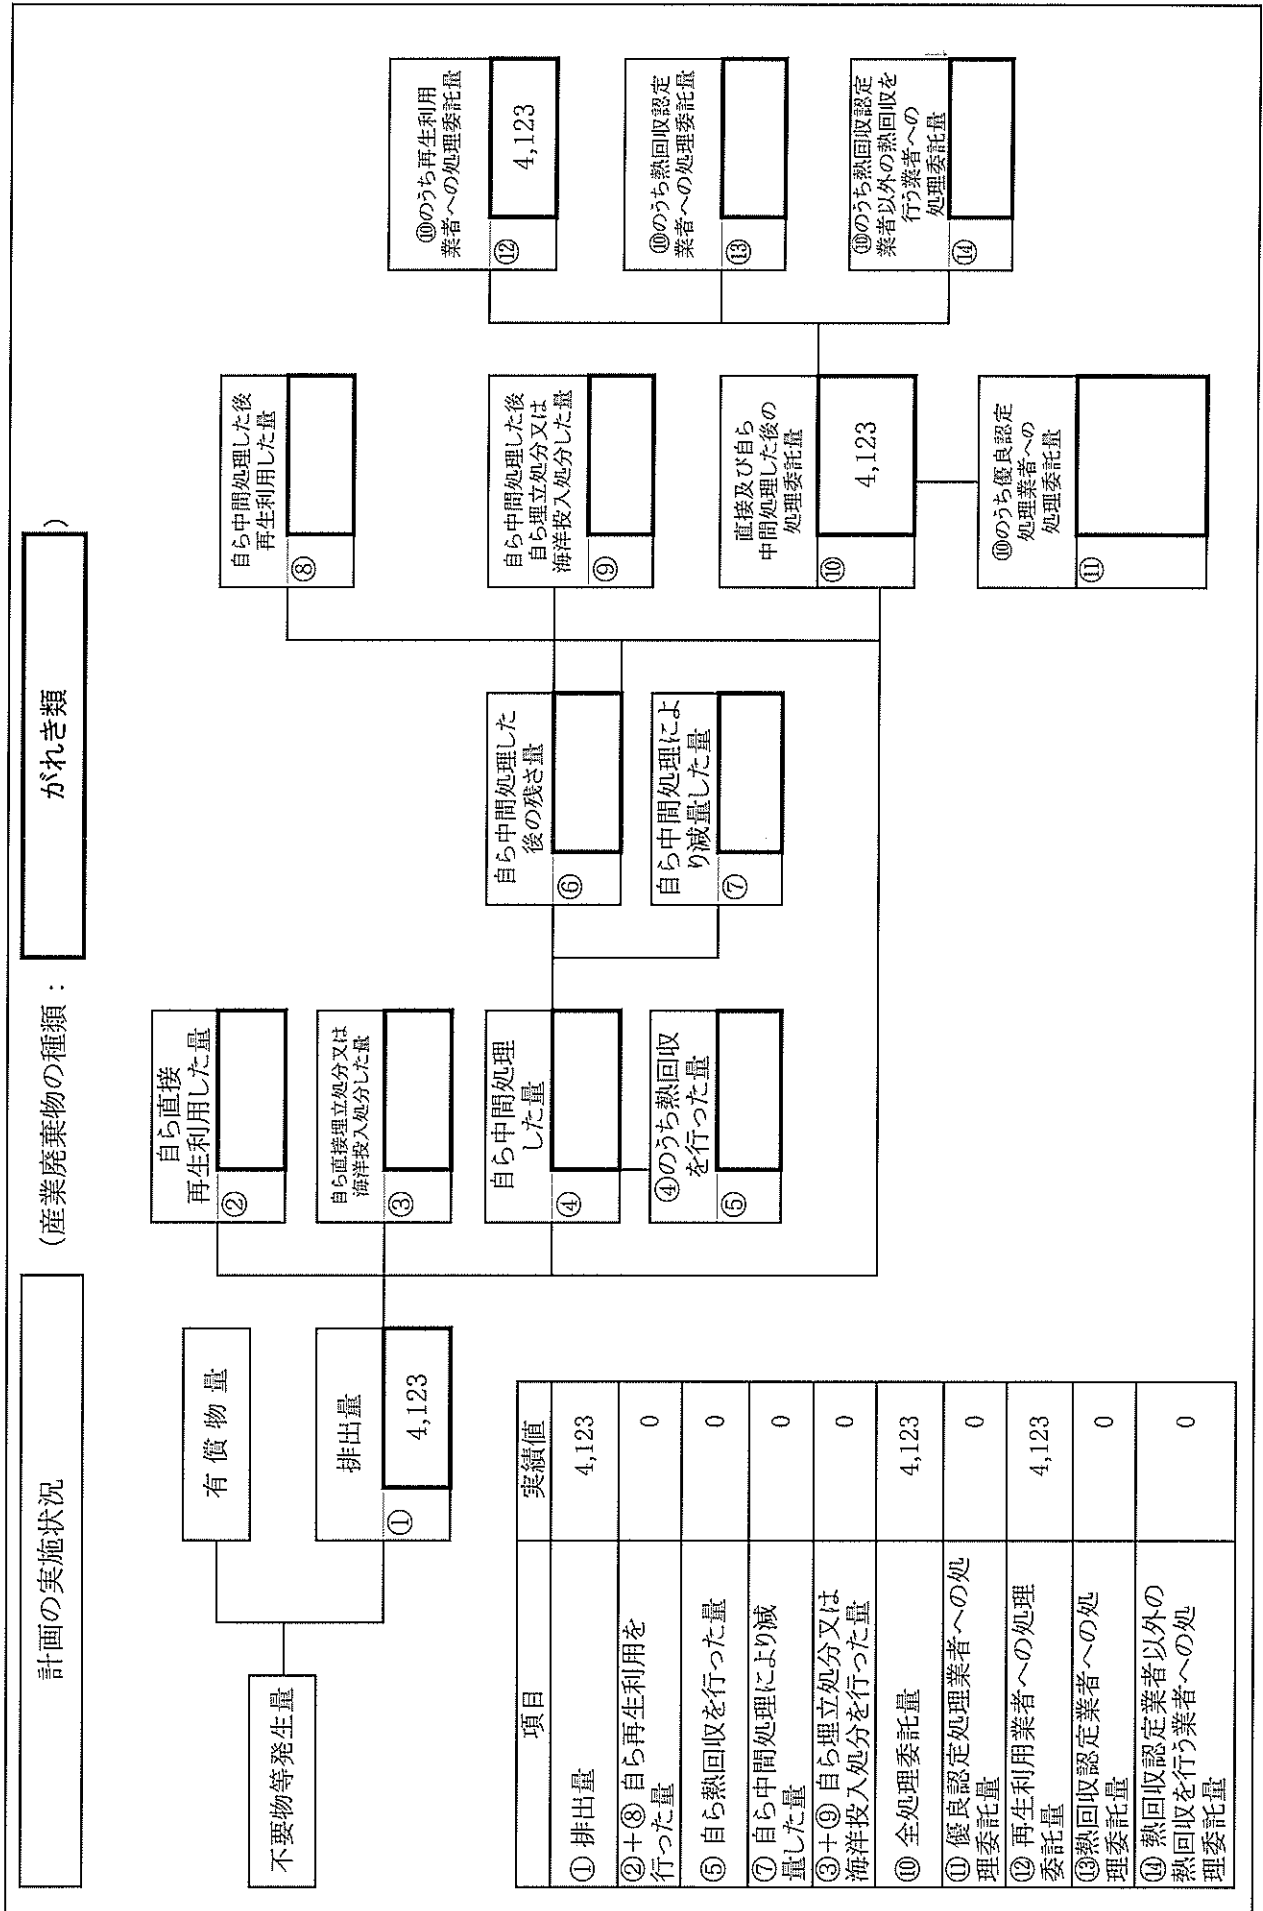 計画の実施状況
(産業廃棄物の種類：
がれき類
)
不要物等発生量
有 償 物 量
排出量
①
4,123
自ら直接
再生利用した量
②
自ら直接埋立処分又は
海洋投入処分した量
③
自ら中間処理
した量
④
④のうち熱回収
を行った量
⑤
自ら中間処理した
後の残さ量
⑥
自ら中間処理によ
り減量した量
⑦
自ら中間処理した後
再生利用した量
⑧
自ら中間処理した後
自ら埋立処分又は
海洋投入処分した量
⑨
直接及び自ら
中間処理した後の
処理委託量
⑩
4,123
⑩のうち優良認定
処理業者への
処理委託量
⑪
⑩のうち再生利用
業者への処理委託量
⑫
4,123
⑩のうち熱回収認定
業者への処理委託量
⑬
⑩のうち熱回収認定
業者以外の熱回収を
行う業者への
処理委託量
⑭
項目 実績値
① 排出量 4,123
②＋⑧ 自ら再生利用を
行った量 0
⑤ 自ら熱回収を行った量 0
⑦ 自ら中間処理により減
量した量 0
③＋⑨ 自ら埋立処分又は
海洋投入処分を行った量 0
⑩ 全処理委託量 4,123
⑪ 優良認定処理業者への処
理委託量 0
⑫ 再生利用業者への処理
委託量 4,123
⑬熱回収認定業者への処
理委託量 0
⑭ 熱回収認定業者以外の
熱回収を行う業者への処
理委託量 0